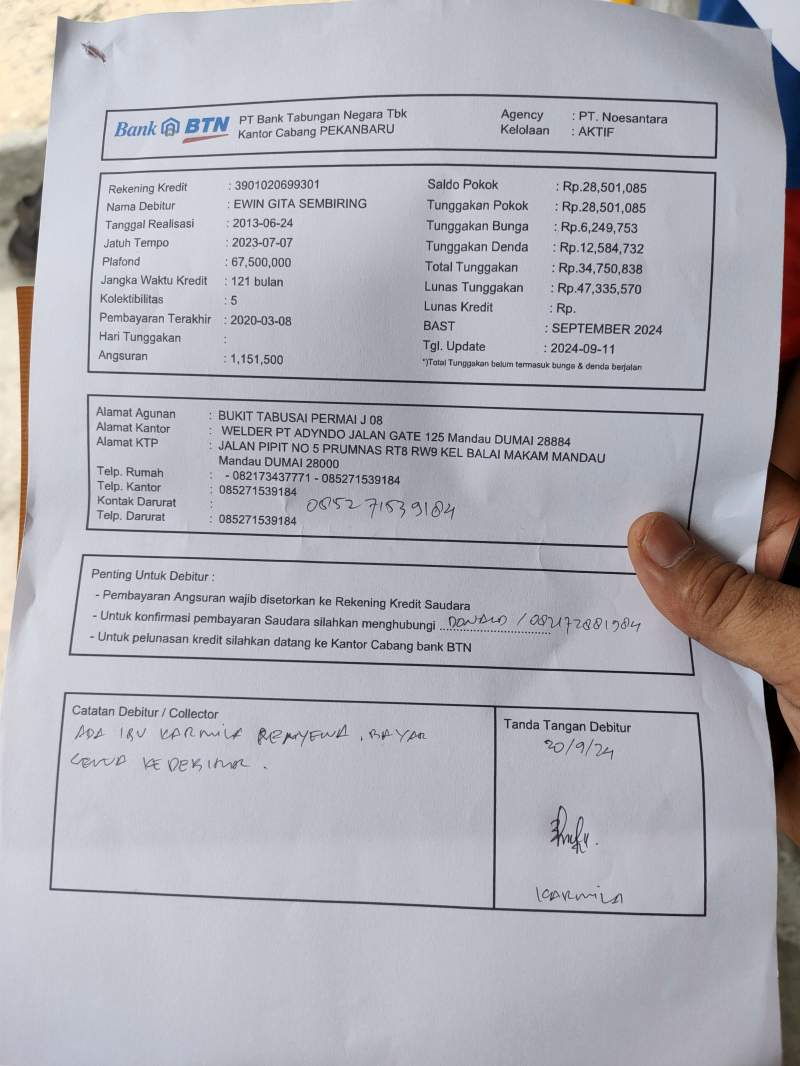 Bank BTN
PT Bank Tabungan Negara Tbk
Kantor Cabang PEKANBARU
Agency : PT. Noesantara
Kelolaan : AKTIF
Rekening Kredit : 3901020699301
Nama Debitur : EWIN GITA SEMBIRING
Tanggal Realisasi : 2013-06-24
Jatuh Tempo : 2023-07-07
Plafond : 67,500,000
Jangka Waktu Kredit : 121 bulan
Kolektibilitas : 5
Pembayaran Terakhir : 2020-03-08
Hari Tunggakan :
Angsuran : 1,151,500
Saldo Pokok : Rp.28,501,085
Tunggakan Pokok : Rp.28,501,085
Tunggakan Bunga : Rp.6,249,753
Tunggakan Denda : Rp.12,584,732
Total Tunggakan : Rp.34,750,838
Lunas Tunggakan : Rp.47,335,570
Lunas Kredit : Rp.
BAST : SEPTEMBER 2024
Tgl. Update : 2024-09-11
*)Total Tunggakan belum termasuk bunga & denda berjalan
Alamat Agunan : BUKIT TABUSAI PERMAI J 08
Alamat Kantor : WELDER PT ADYNDO JALAN GATE 125 Mandau DUMAI 28884
Alamat KTP : JALAN PIPIT NO 5 PRUMNAS RT8 RW9 KEL BALAI MAKAM MANDAU
Mandau DUMAI 28000
Telp. Rumah : - 082173437771 - 085271539184
Telp. Kantor : 085271539184
Kontak Darurat : 085271539184
Telp. Darurat : 085271539184
Penting Untuk Debitur :
- Pembayaran Angsuran wajib disetorkan ke Rekening Kredit Saudara
- Untuk konfirmasi pembayaran Saudara silahkan menghubungi DONALD / 082172881984
- Untuk pelunasan kredit silahkan datang ke Kantor Cabang bank BTN
Catatan Debitur / Collector
ADA IBU KARMILA PENYEWA, BAYAR
SEWA KE DEBITUR.
Tanda Tangan Debitur
20/9/24
KARMILA